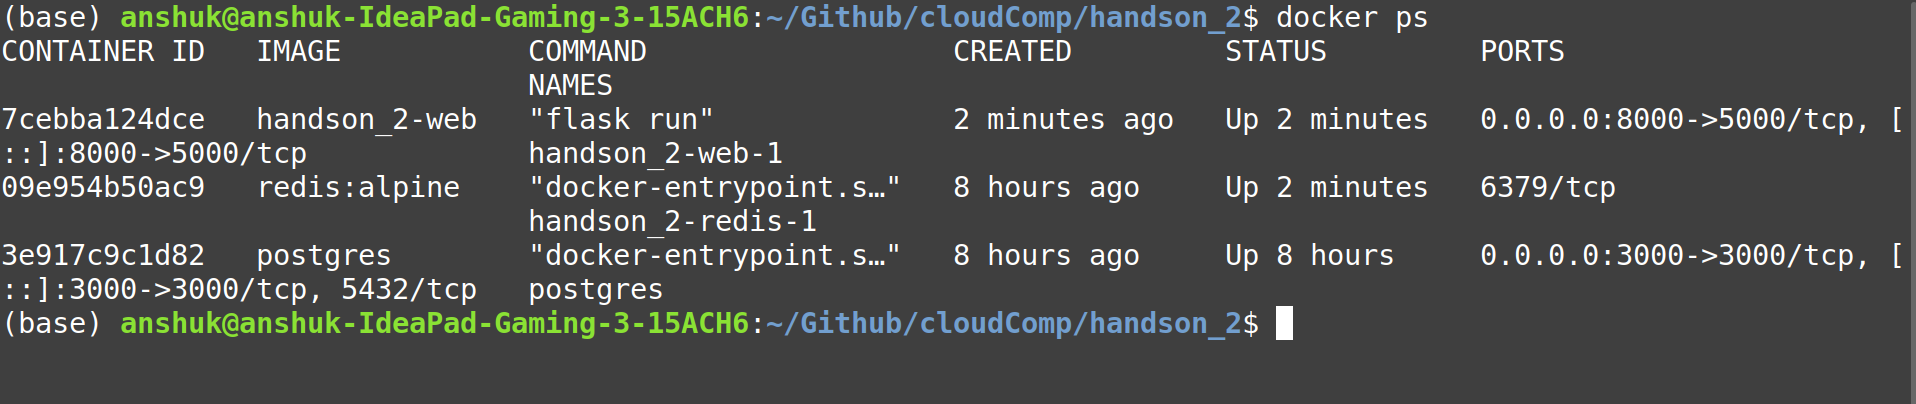 (base) anshuk@anshuk-IdeaPad-Gaming-3-15ACH6:~/Github/cloudComp/handson_2$ docker ps
CONTAINER ID   IMAGE           COMMAND                  CREATED         STATUS         PORTS
                               NAMES
7cebba124dce   handson_2-web   "flask run"              2 minutes ago   Up 2 minutes   0.0.0.0:8000->5000/tcp, [
::]:8000->5000/tcp             handson_2-web-1
09e954b50ac9   redis:alpine    "docker-entrypoint.s…"   8 hours ago     Up 2 minutes   6379/tcp
                               handson_2-redis-1
3e917c9c1d82   postgres        "docker-entrypoint.s…"   8 hours ago     Up 8 hours     0.0.0.0:3000->3000/tcp, [
::]:3000->3000/tcp, 5432/tcp   postgres
(base) anshuk@anshuk-IdeaPad-Gaming-3-15ACH6:~/Github/cloudComp/handson_2$